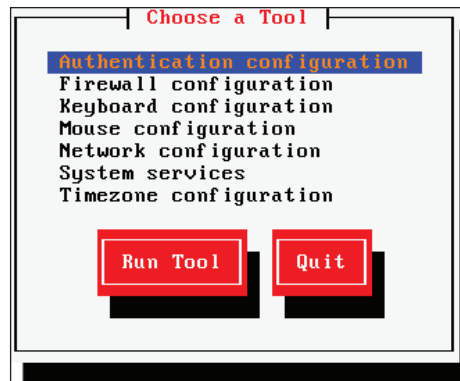 Choose a Tool
Authentication configuration
Firewall configuration
Keyboard configuration
Mouse configuration
Network configuration
System services
Timezone configuration
Run Tool
Quit